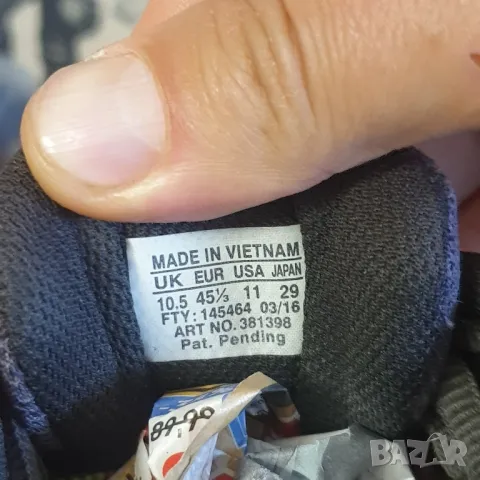 MADE IN VIETNAM
UK EUR USA JAPAN
10.5 45⅓ 11 29
FTY: 145464 03/16
ART NO. 381398
Pat. Pending
BAZAR